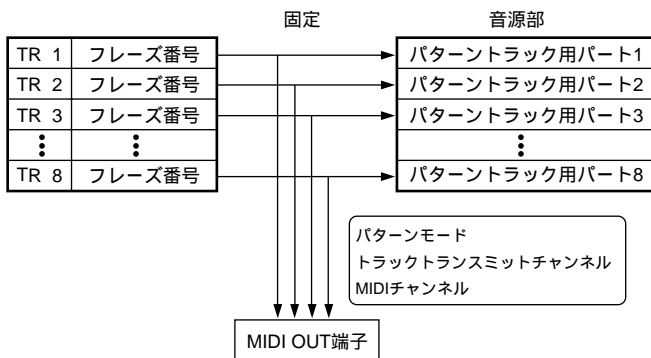 固定 音源部
TR 1 フレーズ番号 パターントラック用パート1
TR 2 フレーズ番号 パターントラック用パート2
TR 3 フレーズ番号 パターントラック用パート3
TR 8 フレーズ番号 パターントラック用パート8
パターンモード
トラックトランスミットチャンネル
MIDIチャンネル
MIDI OUT端子